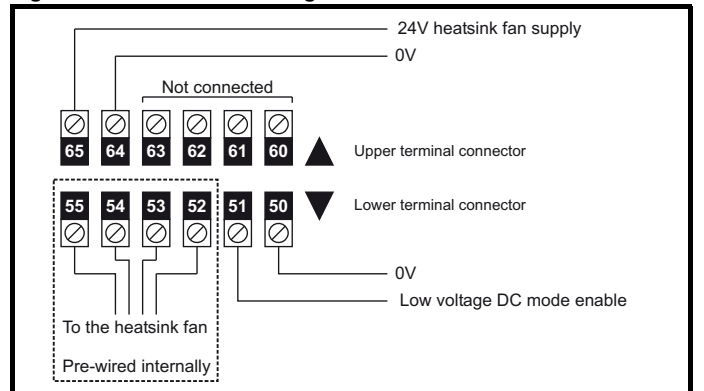 24V heatsink fan supply
0V
Not connected
65 64 63 62 61 60
Upper terminal connector
55 54 53 52 51 50
Lower terminal connector
0V
Low voltage DC mode enable
To the heatsink fan
Pre-wired internally